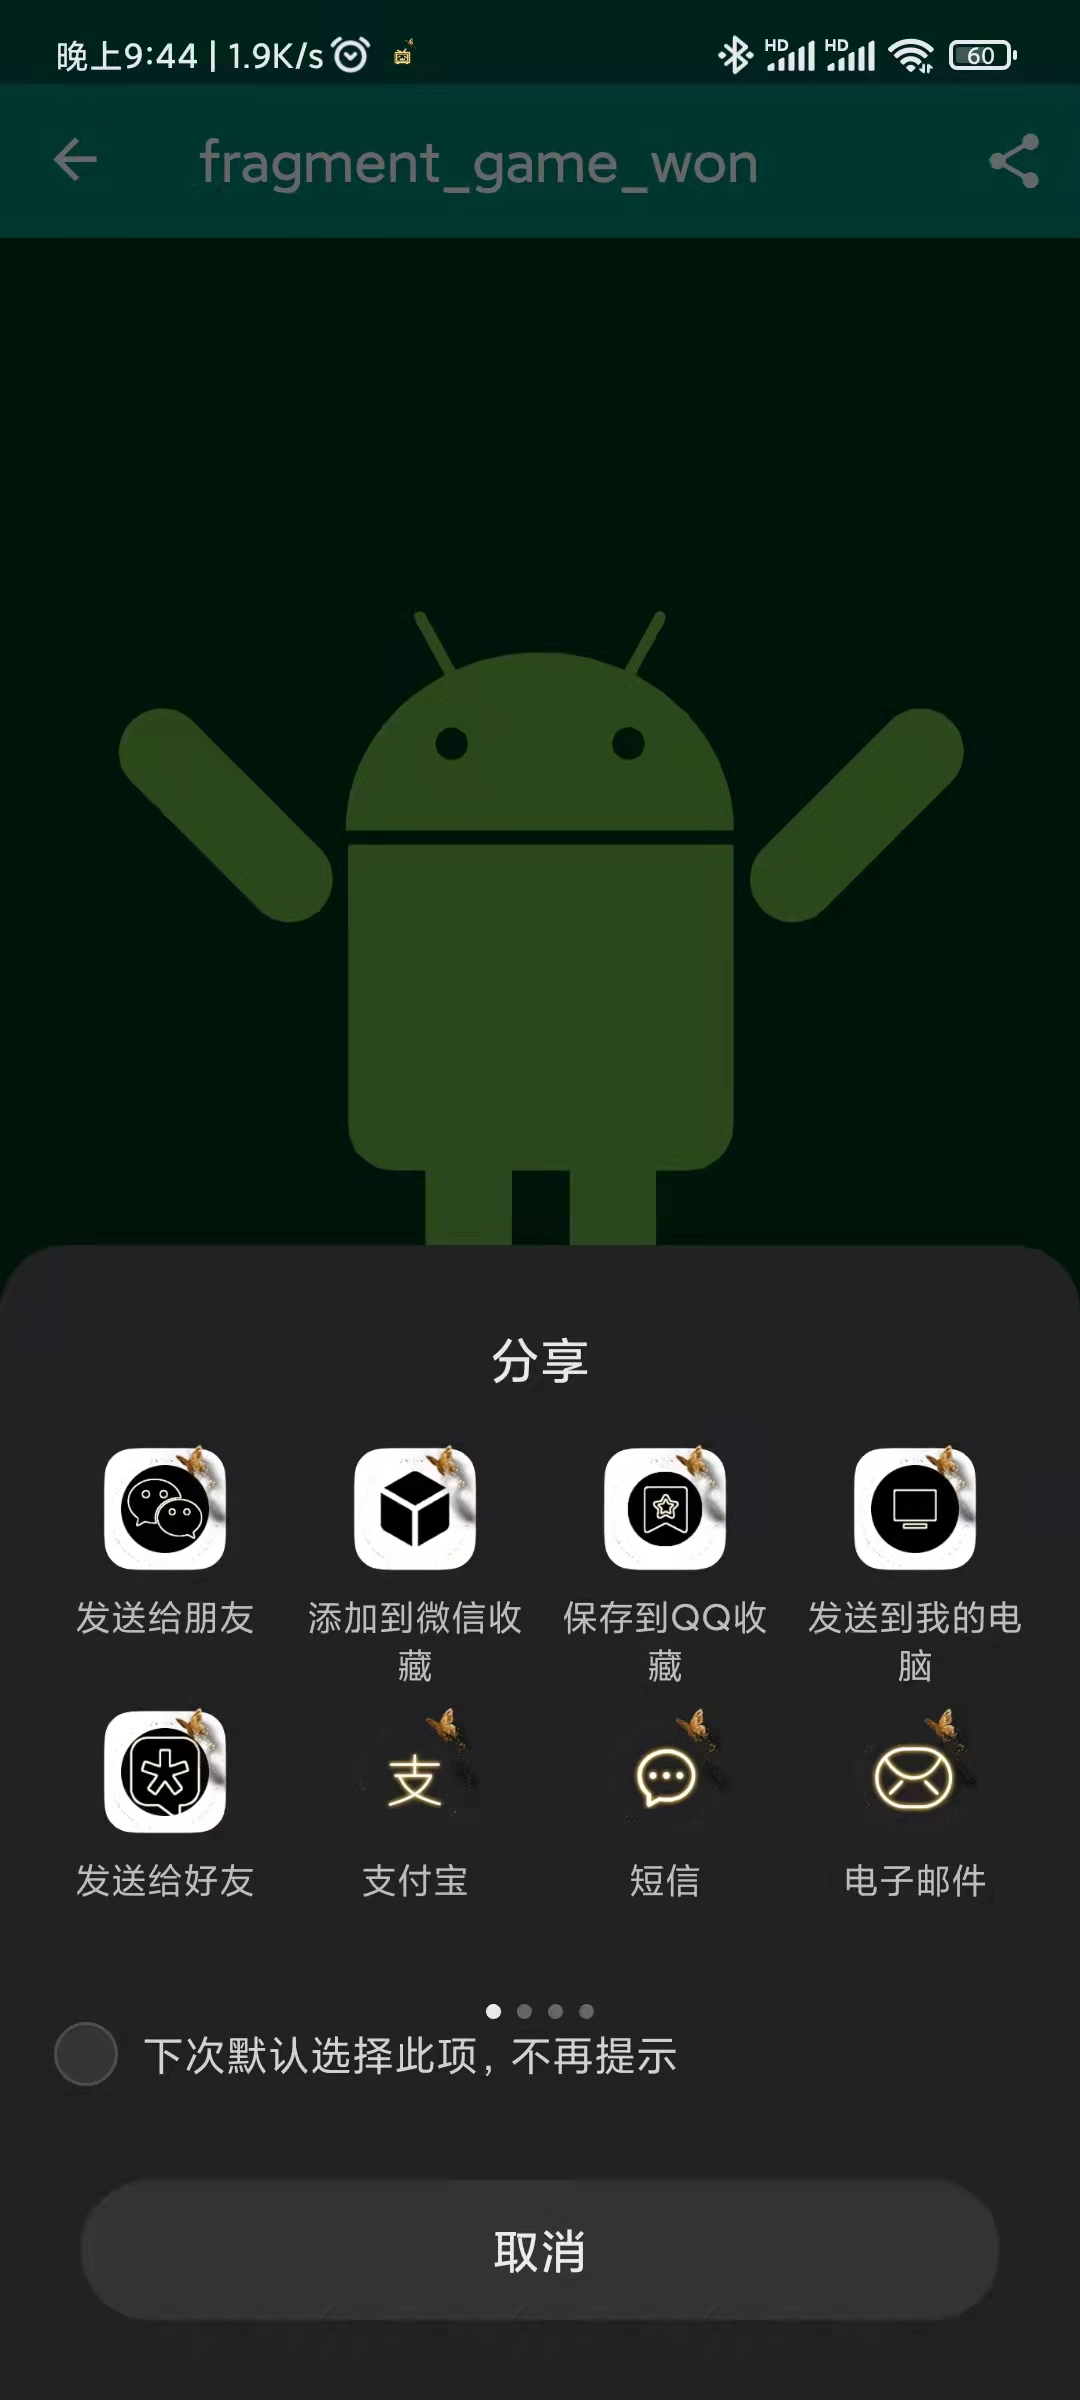 晚上9:44 | 1.9K/s
HD HD 60
fragment_game_won
分享
发送给朋友
添加到微信收
藏
保存到QQ收
藏
发送到我的电
脑
发送给好友
支
支付宝
短信
电子邮件
下次默认选择此项，不再提示
取消